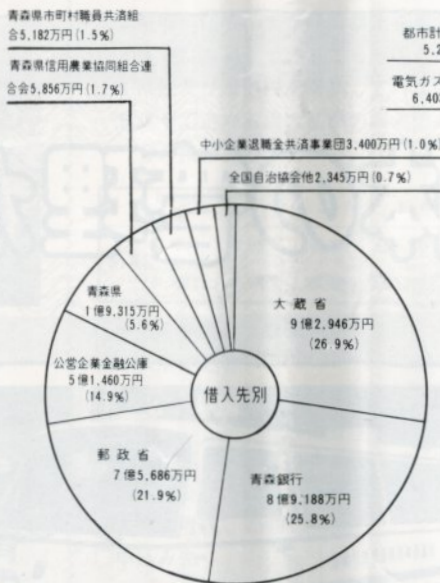 青森県市町村職員共済組
合5,182万円(1.5%)
青森県信用農業協同組合連
合会5,856万円(1.7%)
都市計
5,2
電気ガス
6,403
中小企業退職金共済事業団3,400万円(1.0%)
全国自治協会他2,345万円(0.7%)
大蔵省
9億2,946万円
(26.9%)
青森県
1億9,315万円
(5.6%)
公営企業金融公庫
5億1,460万円
(14.9%)
借入先別
郵政省
7億5,686万円
(21.9%)
青森銀行
8億9,188万円
(25.8%)